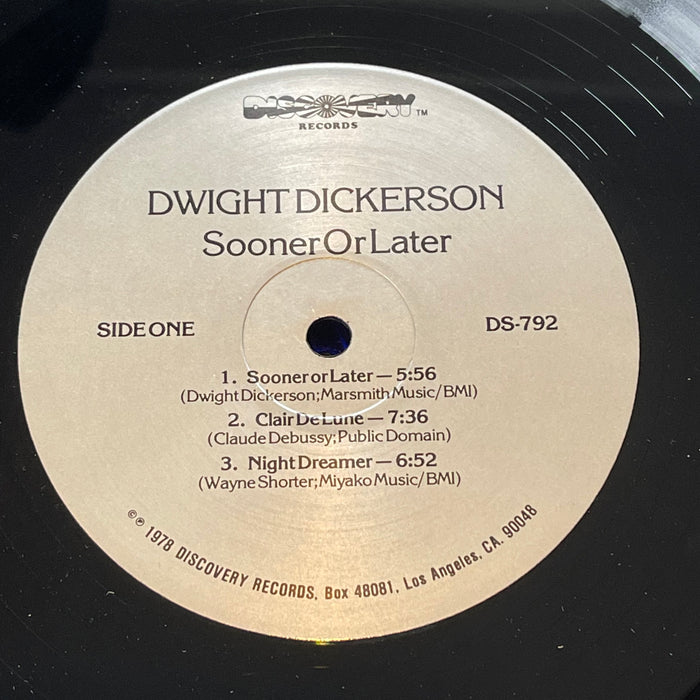 DISCOVERY™
RECORDS
DWIGHT DICKERSON
Sooner Or Later
SIDE ONE
DS-792
1. Sooner or Later — 5:56
(Dwight Dickerson; Marsmith Music/BMI)
2. Clair De Lune — 7:36
(Claude Debussy; Public Domain)
3. Night Dreamer — 6:52
(Wayne Shorter; Miyako Music/BMI)
©℗ 1978 DISCOVERY RECORDS, Box 48081, Los Angeles, CA. 90048